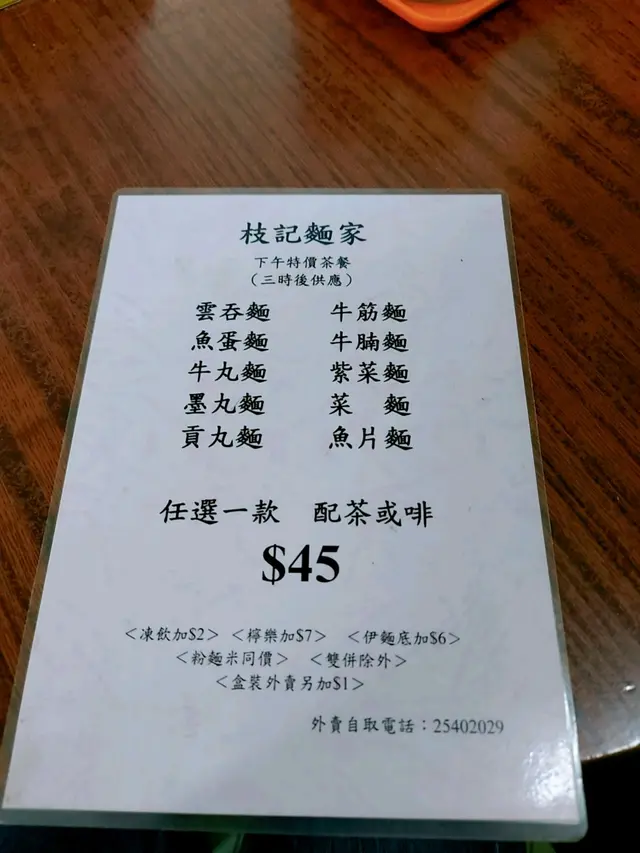 枝記麵家
下午特價茶餐
（三時後供應）
雲吞麵 牛筋麵
魚蛋麵 牛腩麵
牛丸麵 紫菜麵
墨丸麵 菜 麵
貢丸麵 魚片麵
任選一款 配茶或啡
$45
＜凍飲加$2＞ ＜檸樂加$7＞ ＜伊麵底加$6＞
＜粉麵米同價＞ ＜雙併除外＞
＜盒裝外賣另加$1＞
外賣自取電話：25402029